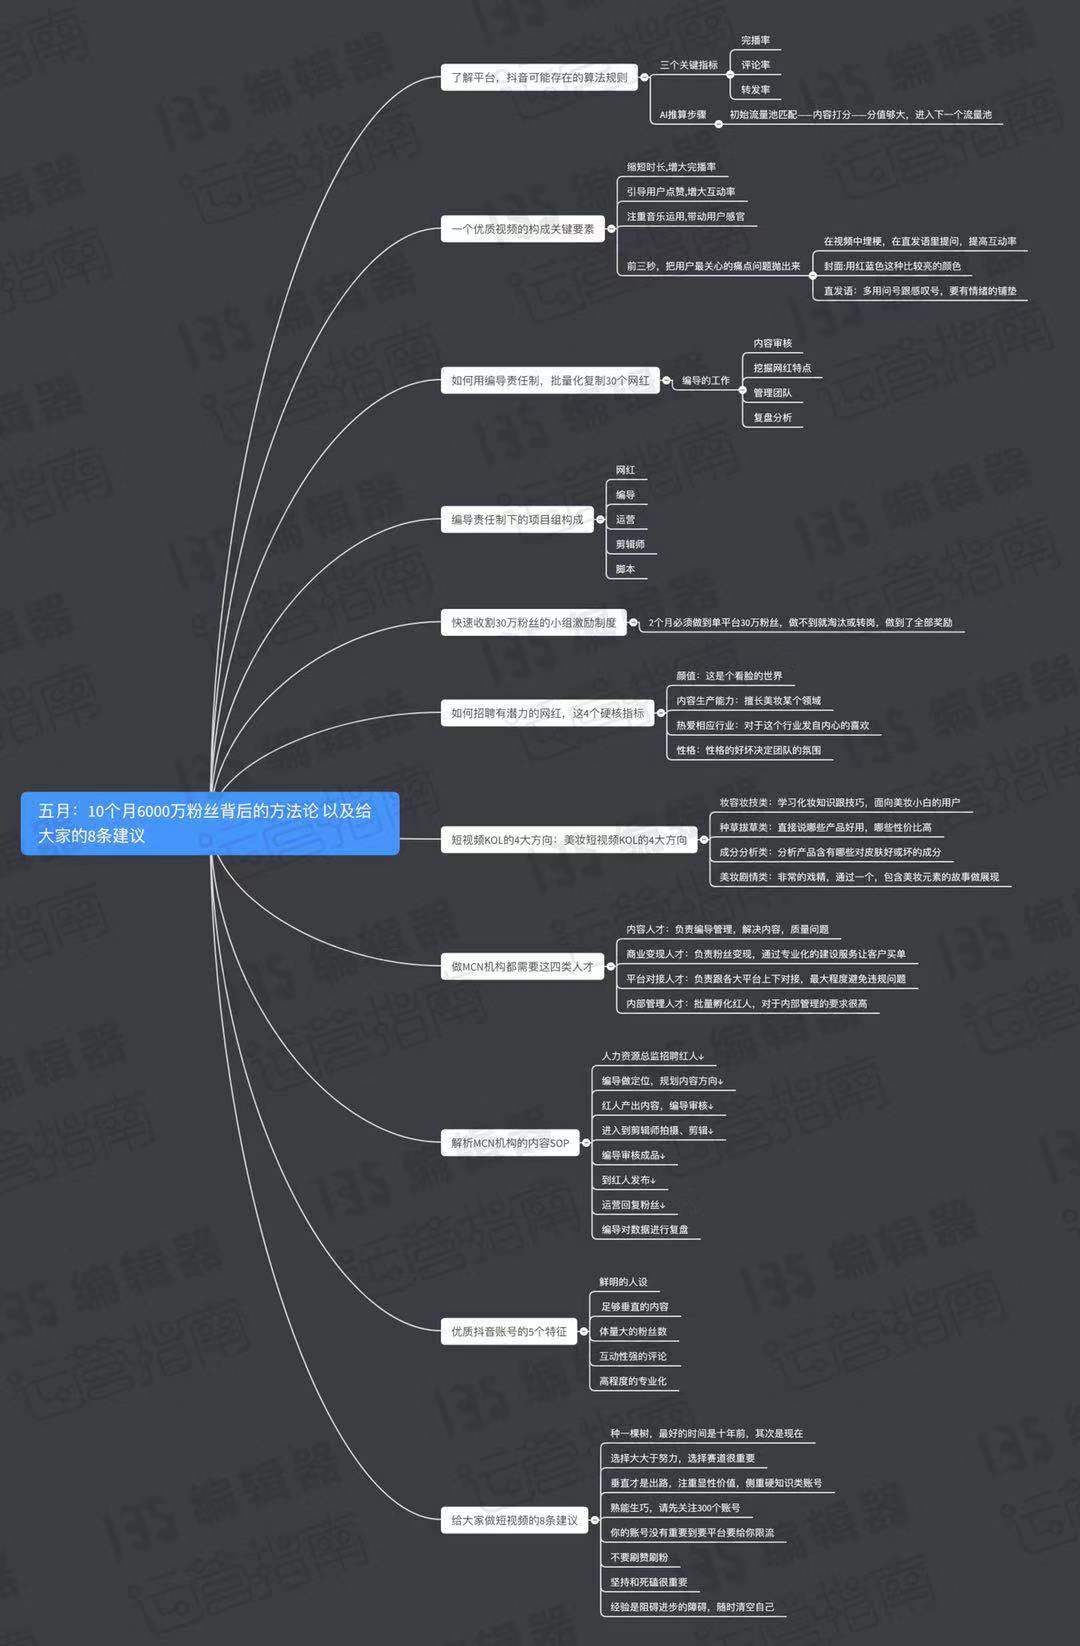 五月：10个月6000万粉丝背后的方法论 以及给
大家的8条建议
了解平台，抖音可能存在的算法规则
三个关键指标
完播率
评论率
转发率
AI推算步骤
初始流量池匹配——内容打分——分值够大，进入下一个流量池
一个优质视频的构成关键要素
缩短时长,增大完播率
引导用户点赞,增大互动率
注重音乐运用,带动用户感官
前三秒，把用户最关心的痛点问题抛出来
在视频中埋梗，在直发语里提问，提高互动率
封面:用红蓝色这种比较亮的颜色
直发语：多用问号跟感叹号，要有情绪的铺垫
如何用编导责任制，批量化复制30个网红
编导的工作
内容审核
挖掘网红特点
管理团队
复盘分析
编导责任制下的项目组构成
网红
编导
运营
剪辑师
脚本
快速收割30万粉丝的小组激励制度
2个月必须做到单平台30万粉丝，做不到就淘汰或转岗，做到了全部奖励
如何招聘有潜力的网红，这4个硬核指标
颜值：这是个看脸的世界
内容生产能力：擅长美妆某个领域
热爱相应行业：对于这个行业发自内心的喜欢
性格：性格的好坏决定团队的氛围
短视频KOL的4大方向：美妆短视频KOL的4大方向
妆容妆技类：学习化妆知识跟技巧，面向美妆小白的用户
种草拔草类：直接说哪些产品好用，哪些性价比高
成分分析类：分析产品含有哪些对皮肤好或坏的成分
美妆剧情类：非常的戏精，通过一个，包含美妆元素的故事做展现
做MCN机构都需要这四类人才
内容人才：负责编导管理，解决内容，质量问题
商业变现人才：负责粉丝变现，通过专业化的建设服务让客户买单
平台对接人才：负责跟各大平台上下对接，最大程度避免违规问题
内部管理人才：批量孵化红人，对于内部管理的要求很高
解析MCN机构的内容SOP
人力资源总监招聘红人↓
编导做定位，规划内容方向↓
红人产出内容，编导审核↓
进入到剪辑师拍摄、剪辑↓
编导审核成品↓
到红人发布↓
运营回复粉丝↓
编导对数据进行复盘
优质抖音账号的5个特征
鲜明的人设
足够垂直的内容
体量大的粉丝数
互动性强的评论
高程度的专业化
给大家做短视频的8条建议
种一棵树，最好的时间是十年前，其次是现在
选择大大于努力，选择赛道很重要
垂直才是出路，注重显性价值，侧重硬知识类账号
熟能生巧，请先关注300个账号
你的账号没有重要到要平台要给你限流
不要刷赞刷粉
坚持和死磕很重要
经验是阻碍进步的障碍，随时清空自己
135 编辑器
运营指南